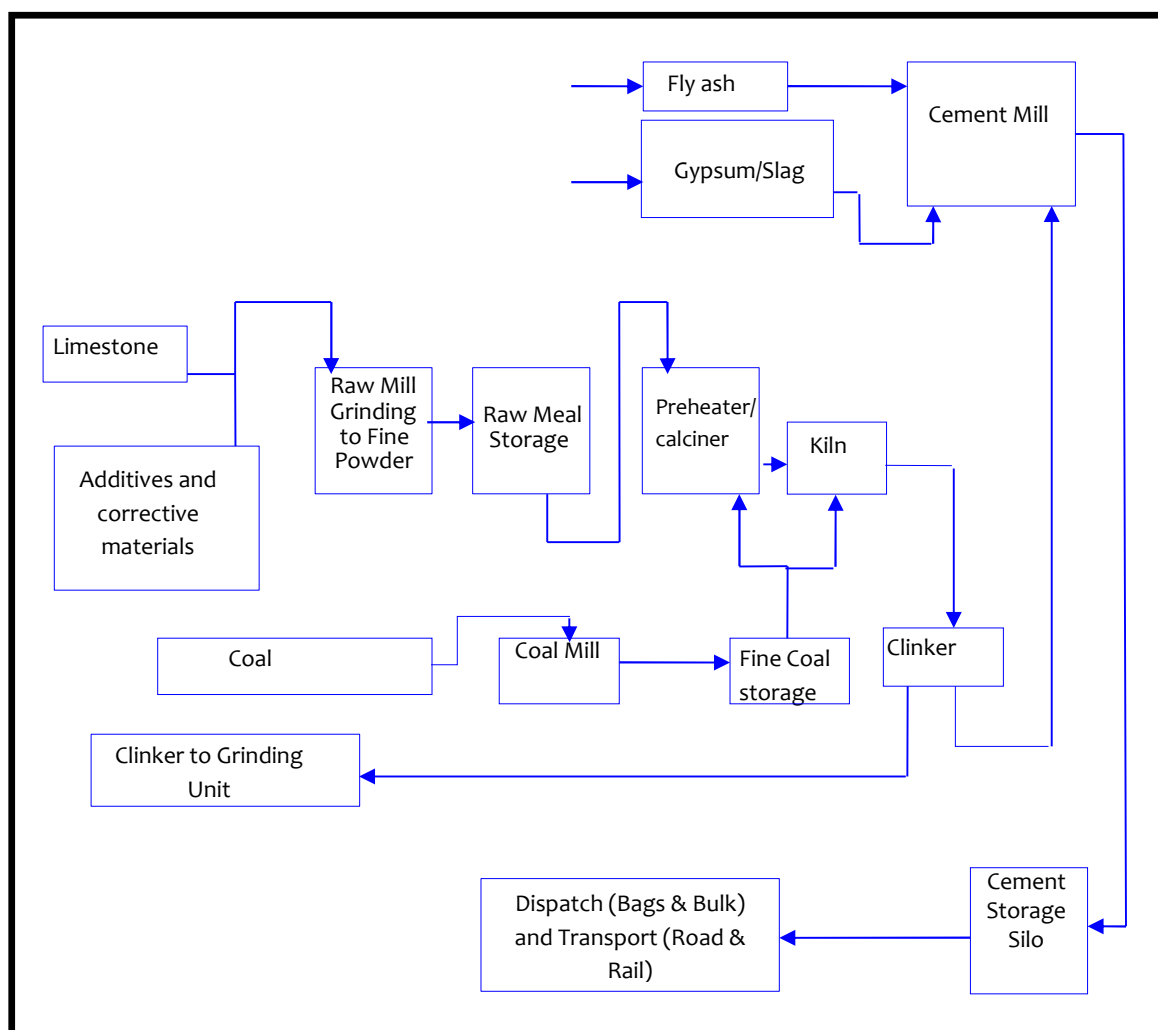 Fly ash
Cement Mill
Gypsum/Slag
Limestone
Raw Mill
Grinding
to Fine
Powder
Raw Meal
Storage
Preheater/
calciner
Kiln
Additives and
corrective
materials
Coal
Coal Mill
Fine Coal
storage
Clinker
Clinker to Grinding
Unit
Cement
Storage
Silo
Dispatch (Bags & Bulk)
and Transport (Road &
Rail)